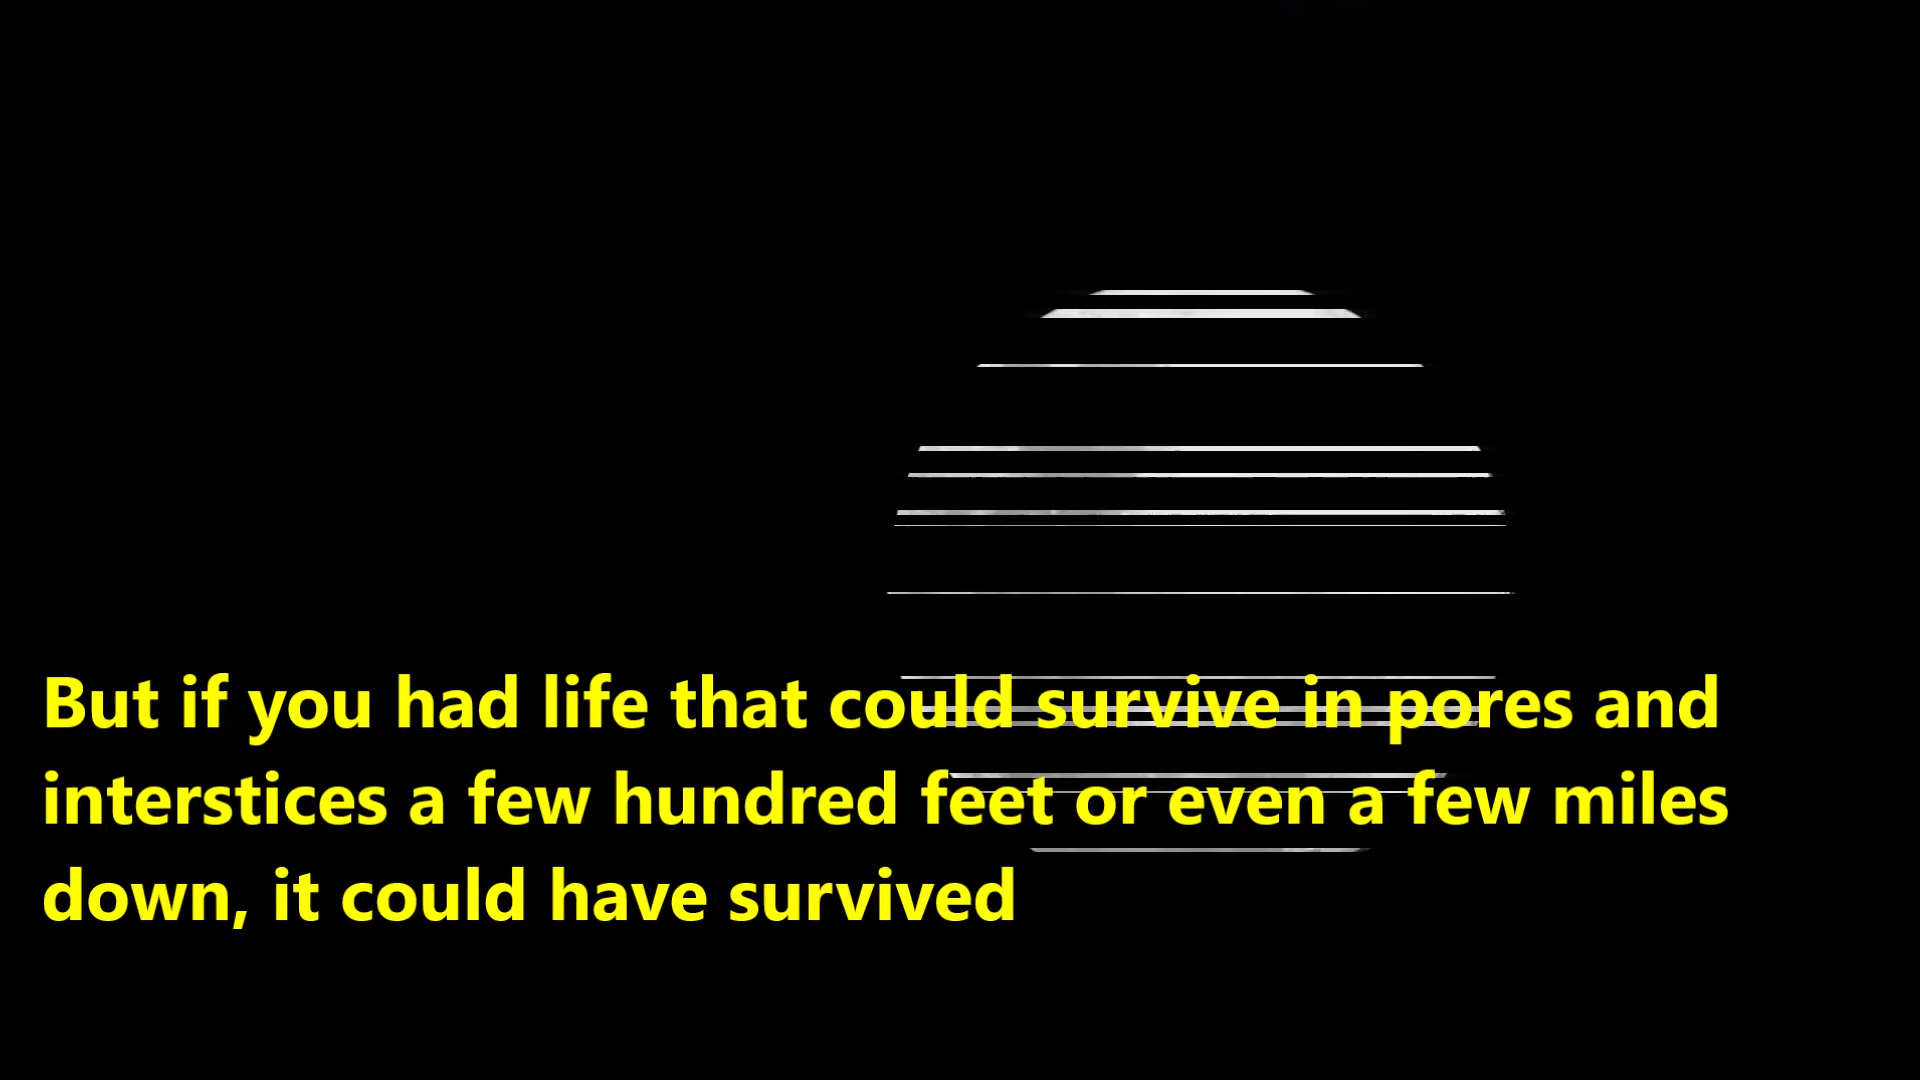 But if you had life that could survive in pores and
interstices a few hundred feet or even a few miles
down, it could have survived